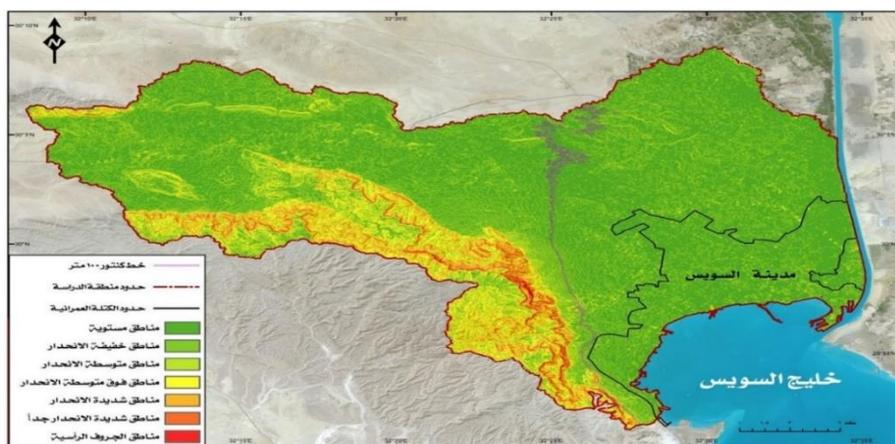 مدينة السويس
خليج السويس
خط كنتور ١٠٠ متر
حدود منطقة الدراسة
حدود الكتلة العمرانية
مناطق مستوية
مناطق خفيفة الانحدار
مناطق متوسطة الانحدار
مناطق فوق متوسطة الانحدار
مناطق شديدة الانحدار
مناطق شديدة الانحدار جداً
مناطق الجروف الرأسية